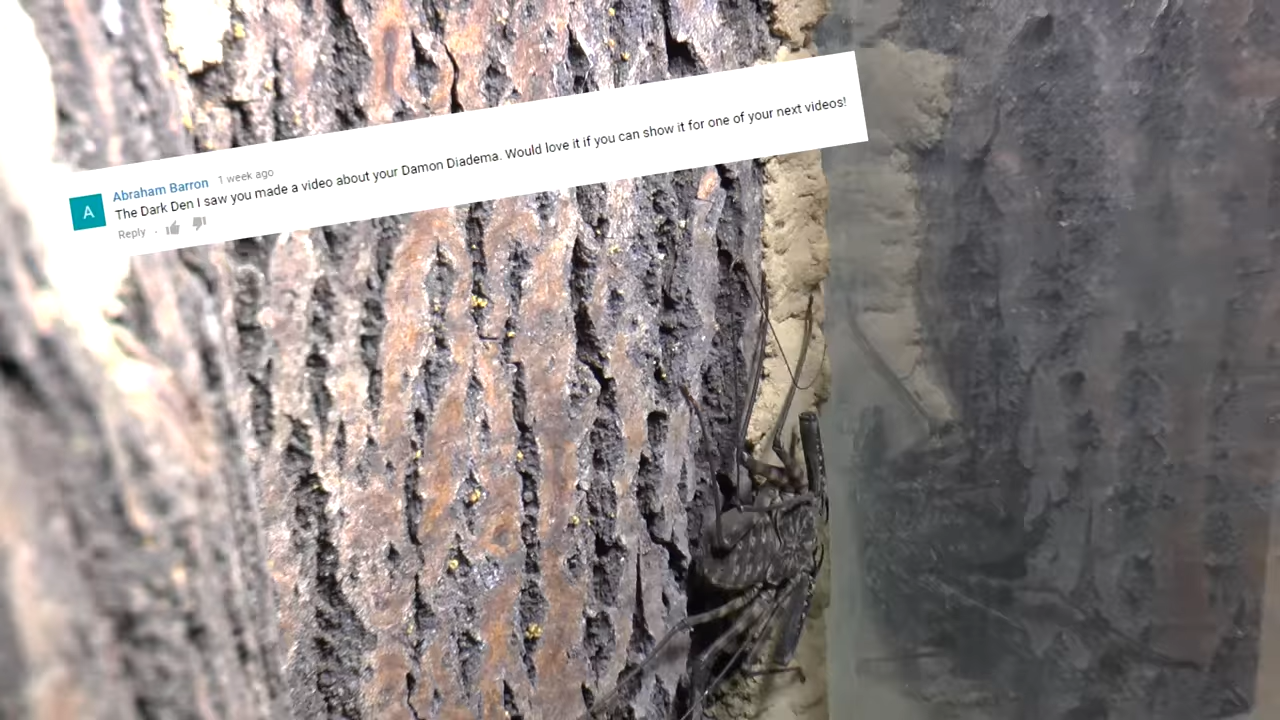 A
Abraham Barron 1 week ago
The Dark Den I saw you made a video about your Damon Diadema. Would love it if you can show it for one of your next videos!
Reply